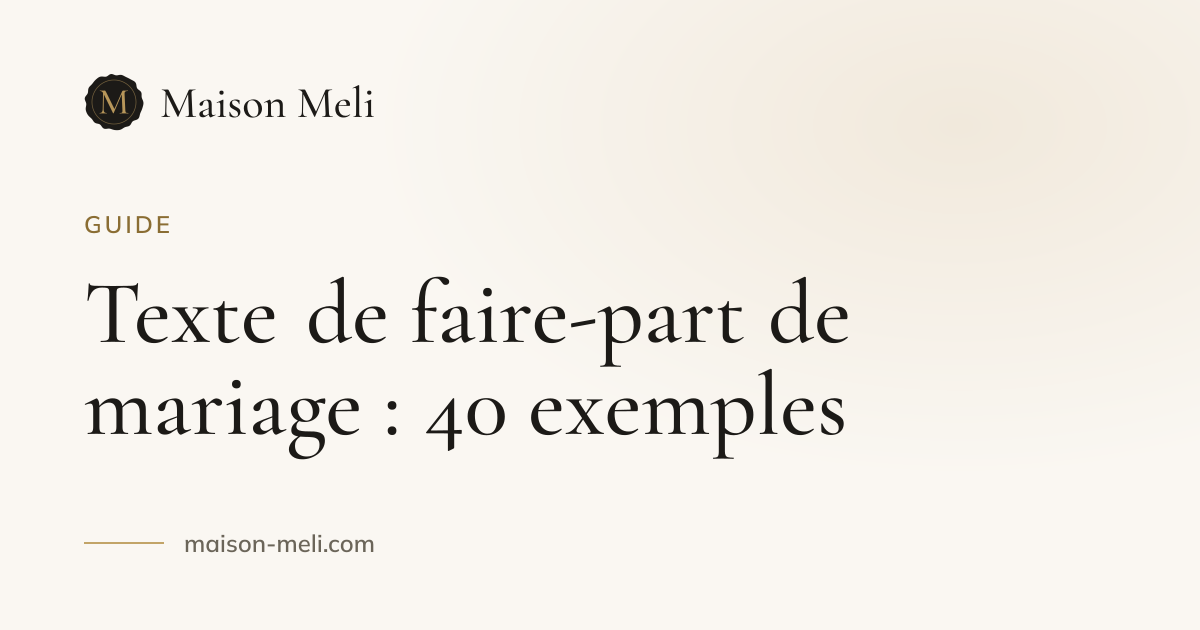 M
Maison Meli
GUIDE
Texte de faire-part de
mariage : 40 exemples
maison-meli.com